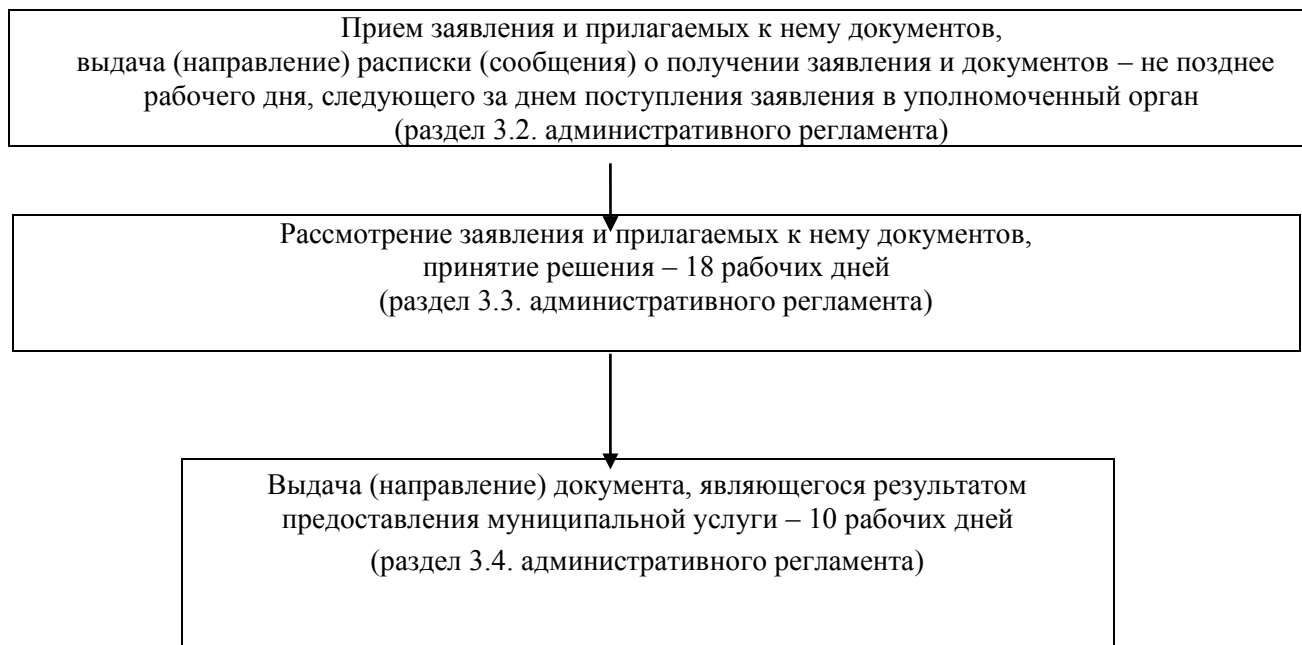 Прием заявления и прилагаемых к нему документов,
выдача (направление) расписки (сообщения) о получении заявления и документов – не позднее
рабочего дня, следующего за днем поступления заявления в уполномоченный орган
(раздел 3.2. административного регламента)
Рассмотрение заявления и прилагаемых к нему документов,
принятие решения – 18 рабочих дней
(раздел 3.3. административного регламента)
Выдача (направление) документа, являющегося результатом
предоставления муниципальной услуги – 10 рабочих дней
(раздел 3.4. административного регламента)